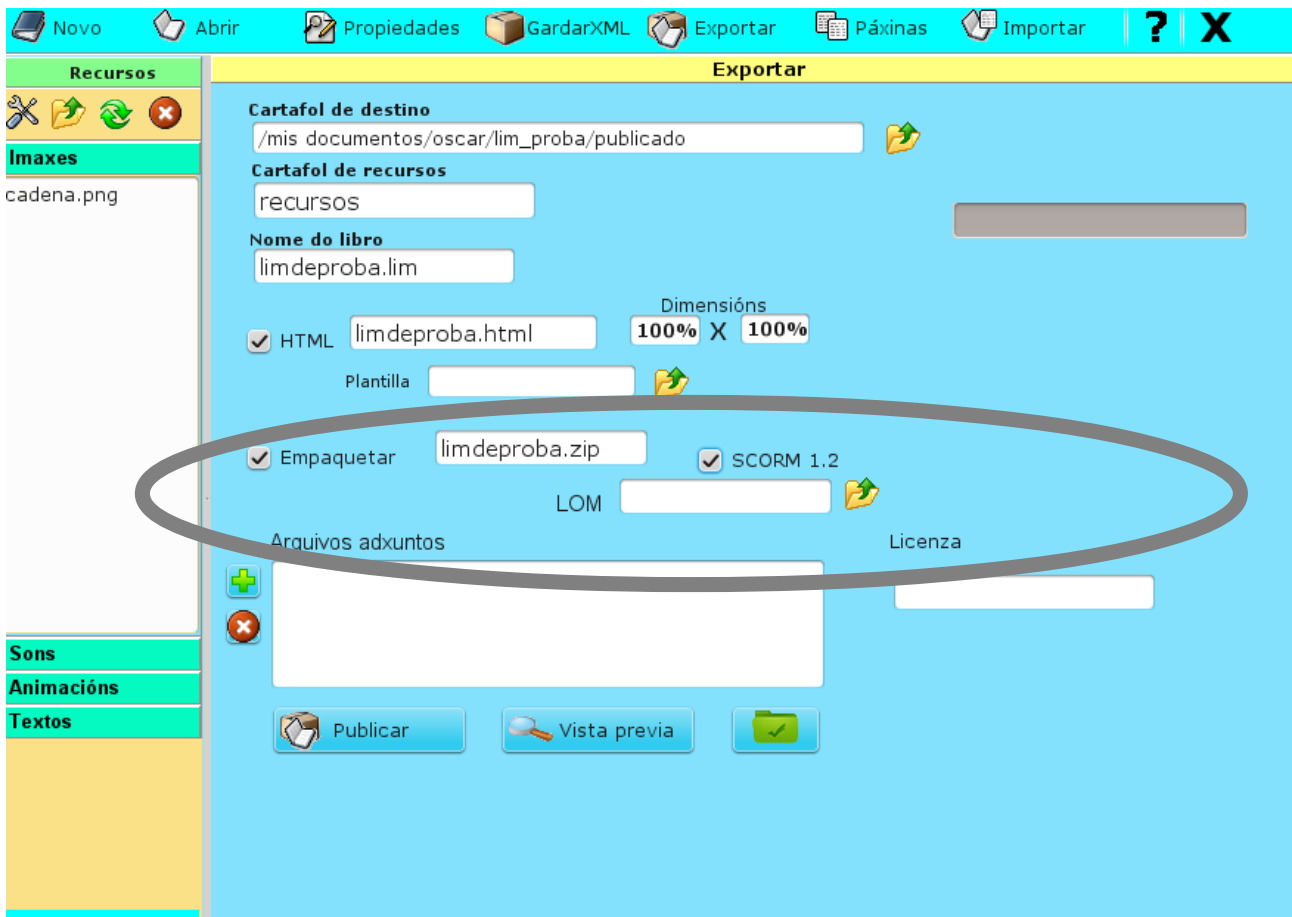 Novo Abrir Propiedades GardarXML Exportar Páxinas Importar ? X
Recursos
Imaxes
cadena.png
Sons
Animacións
Textos
Exportar
Cartafol de destino
/mis documentos/oscar/lim_proba/publicado
Cartafol de recursos
recursos
Nome do libro
limdeproba.lim
Dimensións
HTML limdeproba.html 100% X 100%
Plantilla
Empaquetar limdeproba.zip SCORM 1.2
LOM
Arquivos adxuntos Licenza
Publicar Vista previa